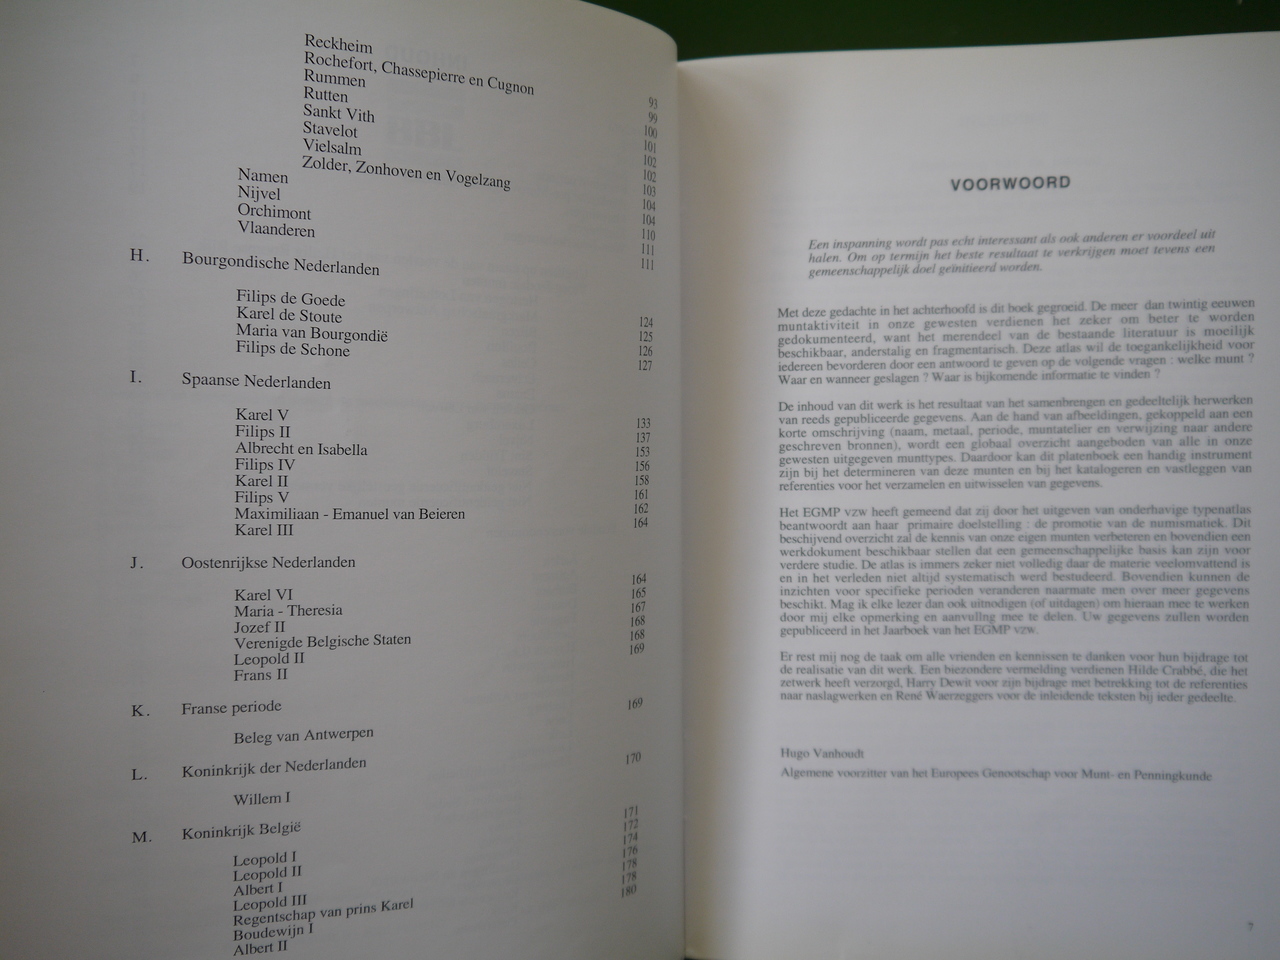 Reckheim 93
Rochefort, Chassepierre en Cugnon 99
Rummen 100
Rutten 101
Sankt Vith 102
Stavelot 102
Vielsalm 103
Zolder, Zonhoven en Vogelzang 104
Namen 104
Nijvel 110
Orchimont 111
Vlaanderen 111
H. Bourgondische Nederlanden
Filips de Goede 124
Karel de Stoute 125
Maria van Bourgondië 126
Filips de Schone 127
I. Spaanse Nederlanden
Karel V 133
Filips II 137
Albrecht en Isabella 153
Filips IV 156
Karel II 158
Filips V 161
Maximiliaan - Emanuel van Beieren 162
Karel III 164
J. Oostenrijkse Nederlanden
Karel VI 164
Maria - Theresia 165
Jozef II 167
Verenigde Belgische Staten 168
Leopold II 168
Frans II 169
K. Franse periode
Beleg van Antwerpen 169
L. Koninkrijk der Nederlanden
Willem I 170
M. Koninkrijk België
Leopold I 171
Leopold II 172
Albert I 174
Leopold III 176
Regentschap van prins Karel 178
Boudewijn I 178
Albert II 180
VOORWOORD
Een inspanning wordt pas echt interessant als ook anderen er voordeel uit
halen. Om op termijn het beste resultaat te verkrijgen moet tevens een
gemeenschappelijk doel geïnitieerd worden.
Met deze gedachte in het achterhoofd is dit boek gegroeid. De meer dan twintig eeuwen
muntaktiviteit in onze gewesten verdienen het zeker om beter te worden
gedokumenteerd, want het merendeel van de bestaande literatuur is moeilijk
beschikbaar, anderstalig en fragmentarisch. Deze atlas wil de toegankelijkheid voor
iedereen bevorderen door een antwoord te geven op de volgende vragen : welke munt ?
Waar en wanneer geslagen ? Waar is bijkomende informatie te vinden ?
De inhoud van dit werk is het resultaat van het samenbrengen en gedeeltelijk herwerken
van reeds gepubliceerde gegevens. Aan de hand van afbeeldingen, gekoppeld aan een
korte omschrijving (naam, metaal, periode, muntatelier en verwijzing naar andere
geschreven bronnen), wordt een globaal overzicht aangeboden van alle in onze
gewesten uitgegeven munttypes. Daardoor kan dit platenboek een handig instrument
zijn bij het determineren van deze munten en bij het katalogeren en vastleggen van
referenties voor het verzamelen en uitwisselen van gegevens.
Het EGMP vzw heeft gemeend dat zij door het uitgeven van onderhavige typenatlas
beantwoordt aan haar primaire doelstelling : de promotie van de numismatiek. Dit
beschijvend overzicht zal de kennis van onze eigen munten verbeteren en bovendien een
werkdokument beschikbaar stellen dat een gemeenschappelijke basis kan zijn voor
verdere studie. De atlas is immers zeker niet volledig daar de materie veelomvattend is
en in het verleden niet altijd systematisch werd bestudeerd. Bovendien kunnen de
inzichten voor specifieke perioden veranderen naarmate men over meer gegevens
beschikt. Mag ik elke lezer dan ook uitnodigen (of uitdagen) om hieraan mee te werken
door mij elke opmerking en aanvulling mee te delen. Uw gegevens zullen worden
gepubliceerd in het Jaarboek van het EGMP vzw.
Er rest mij nog de taak om alle vrienden en kennissen te danken voor hun bijdrage tot
de realisatie van dit werk. Een biezondere vermelding verdienen Hilde Crabbé, die het
zetwerk heeft verzorgd, Harry Dewit voor zijn bijdrage met betrekking tot de referenties
naar naslagwerken en René Waerzeggers voor de inleidende teksten bij ieder gedeelte.
Hugo Vanhoudt
Algemene voorzitter van het Europees Genootschap voor Munt- en Penningkunde
7